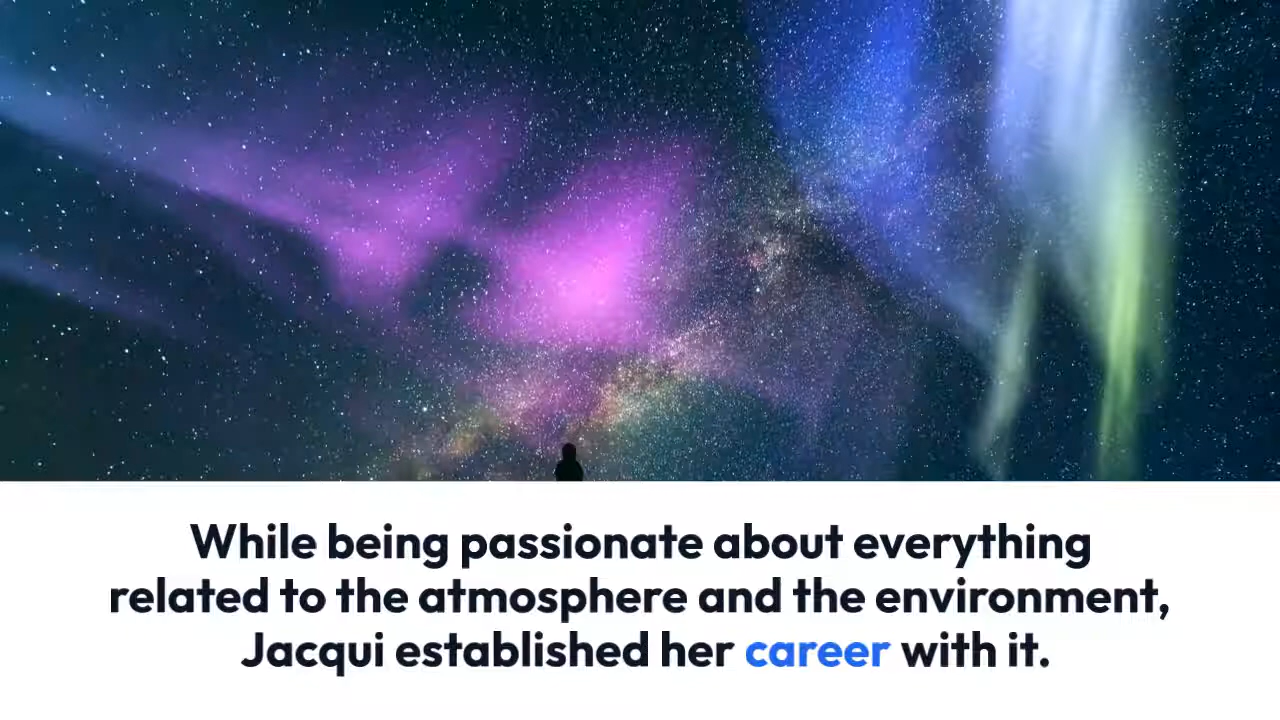 While being passionate about everything
related to the atmosphere and the environment,
Jacqui established her career with it.